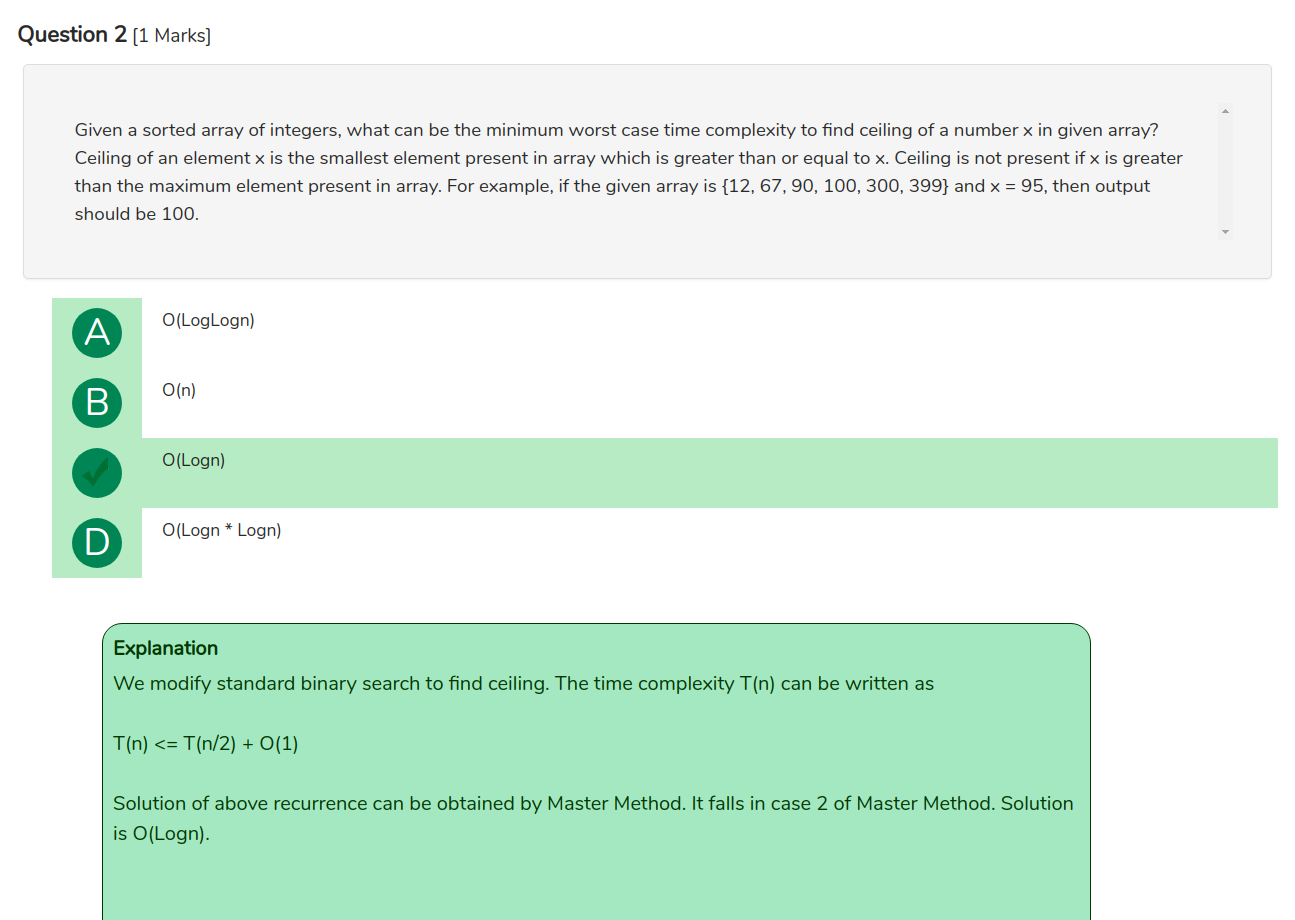 Question 2 [1 Marks]
Given a sorted array of integers, what can be the minimum worst case time complexity to find ceiling of a number x in given array?
Ceiling of an element x is the smallest element present in array which is greater than or equal to x. Ceiling is not present if x is greater
than the maximum element present in array. For example, if the given array is {12, 67, 90, 100, 300, 399} and x = 95, then output
should be 100.
A O(LogLogn)
B O(n)
O(Logn)
D O(Logn * Logn)
Explanation
We modify standard binary search to find ceiling. The time complexity T(n) can be written as
T(n) <= T(n/2) + O(1)
Solution of above recurrence can be obtained by Master Method. It falls in case 2 of Master Method. Solution
is O(Logn).